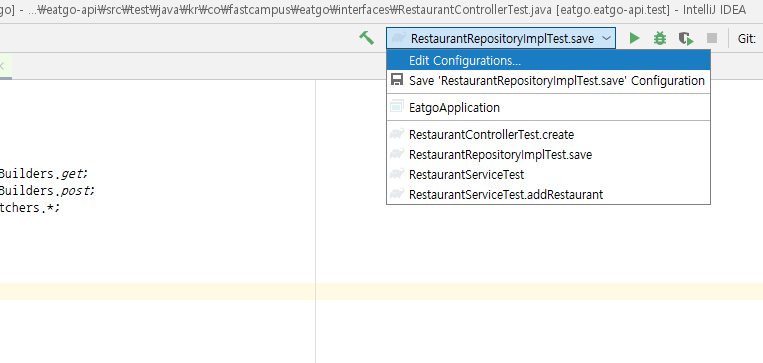 go] - ...₩eatgo-api₩src₩test₩java₩kr₩co₩fastcampus₩eatgo₩interfaces₩RestaurantControllerTest.java [eatgo.eatgo-api.test] - IntelliJ IDEA
RestaurantRepositoryImplTest.save
Git:
Edit Configurations...
Save 'RestaurantRepositoryImplTest.save' Configuration
EatgoApplication
RestaurantControllerTest.create
RestaurantRepositoryImplTest.save
RestaurantServiceTest
RestaurantServiceTest.addRestaurant
Builders.get;
Builders.post;
tchers.*;